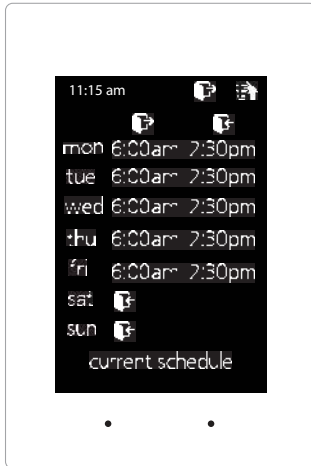 11:15 am
mon 6:00am 2:30pm
tue 6:00am 2:30pm
wed 6:00am 2:30pm
thu 6:00am 2:30pm
fri 6:00am 2:30pm
sat
sun
current schedule